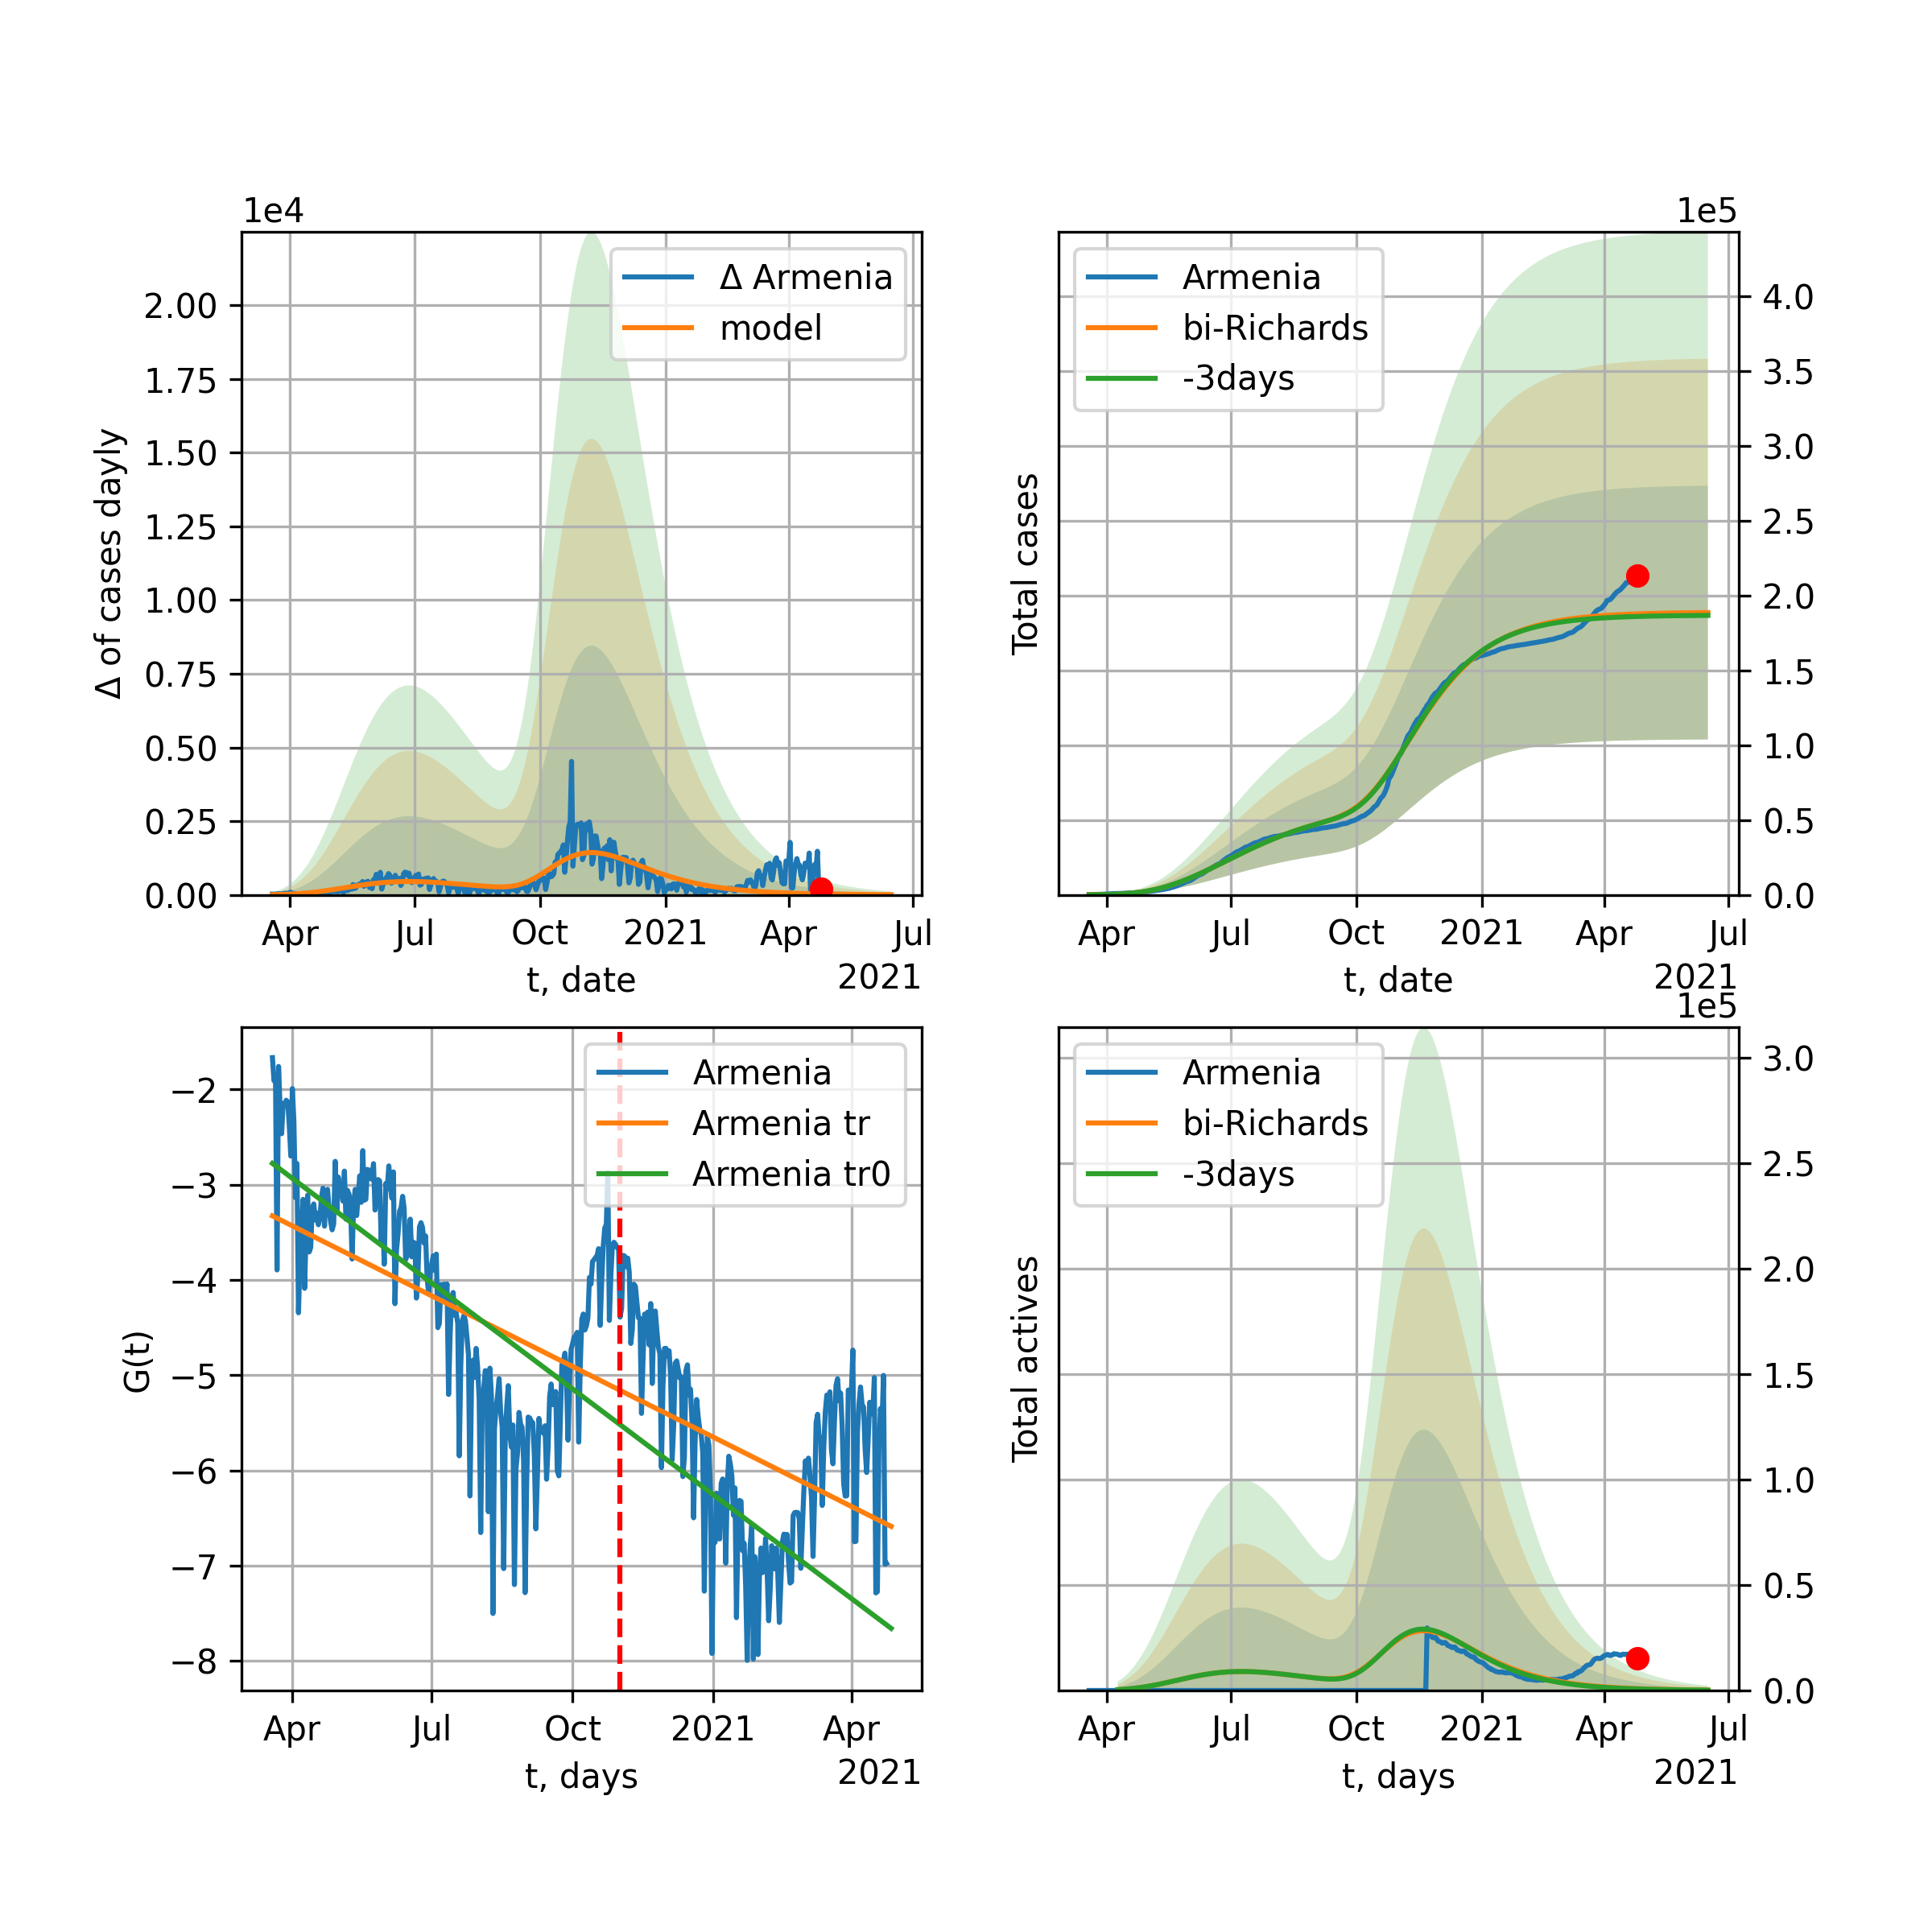 1e4
Δ of cases dayly
2.00
1.75
1.50
1.25
1.00
0.75
0.50
0.25
0.00
Δ Armenia
model
Apr Jul Oct 2021 Apr Jul
t, date
2021
1e5
Total cases
Armenia
bi-Richards
-3days
4.0
3.5
3.0
2.5
2.0
1.5
1.0
0.5
0.0
Apr Jul Oct 2021 Apr Jul
t, date
2021
G(t)
−2
−3
−4
−5
−6
−7
−8
Armenia
Armenia tr
Armenia tr0
Apr Jul Oct 2021 Apr
t, days
2021
1e5
Total actives
Armenia
bi-Richards
-3days
3.0
2.5
2.0
1.5
1.0
0.5
0.0
Apr Jul Oct 2021 Apr Jul
t, days
2021